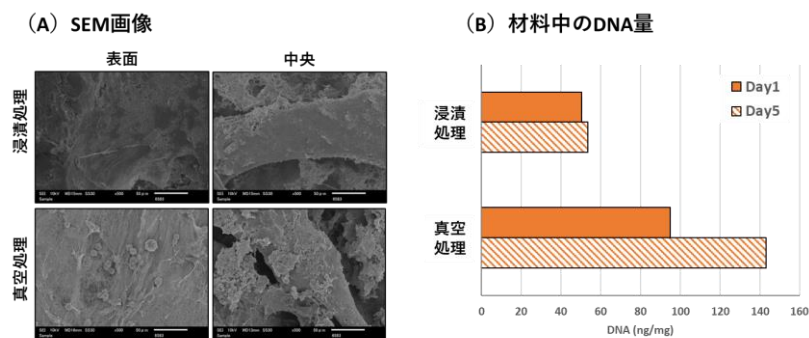 （A）SEM画像
表面
中央
浸漬処理
真空処理
（B）材料中のDNA量
Day1
Day5
浸漬
処理
真空
処理
0 20 40 60 80 100 120 140 160
DNA (ng/mg)